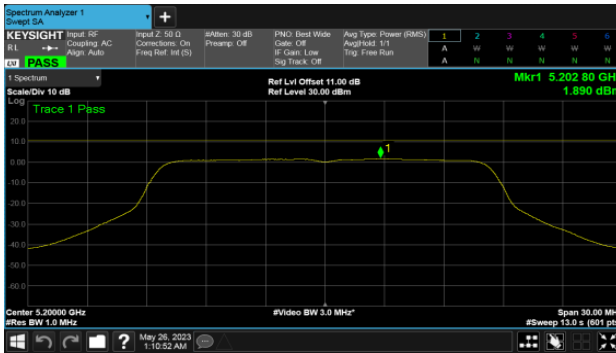 Spectrum Analyzer 1
Swept SA
KEYSIGHT
R L
PASS
Input: RF
Coupling: AC
Align: Auto
Input Z: 50 Ω
Corrections: On
Freq Ref: Int (S)
#Atten: 30 dB
Preamp: Off
PNO: Best Wide
Gate: Off
IF Gain: Low
Sig Track: Off
Avg Type: Power (RMS)
Avg|Hold: 1/1
Trig: Free Run
1 2 3 4 5 6
A W W W W W
A N N N N N
1 Spectrum
Scale/Div 10 dB
Ref Lvl Offset 11.00 dB
Ref Level 30.00 dBm
Mkr1 5.202 80 GH
1.890 dBr
Log
Trace 1 Pass
20.0
10.0
0.00
-10.0
-20.0
-30.0
-40.0
-50.0
-60.0
1
Center 5.20000 GHz
#Res BW 1.0 MHz
#Video BW 3.0 MHz*
Span 30.00 MH
#Sweep 13.0 s (601 pts
?
May 26, 2023
1:10:52 AM